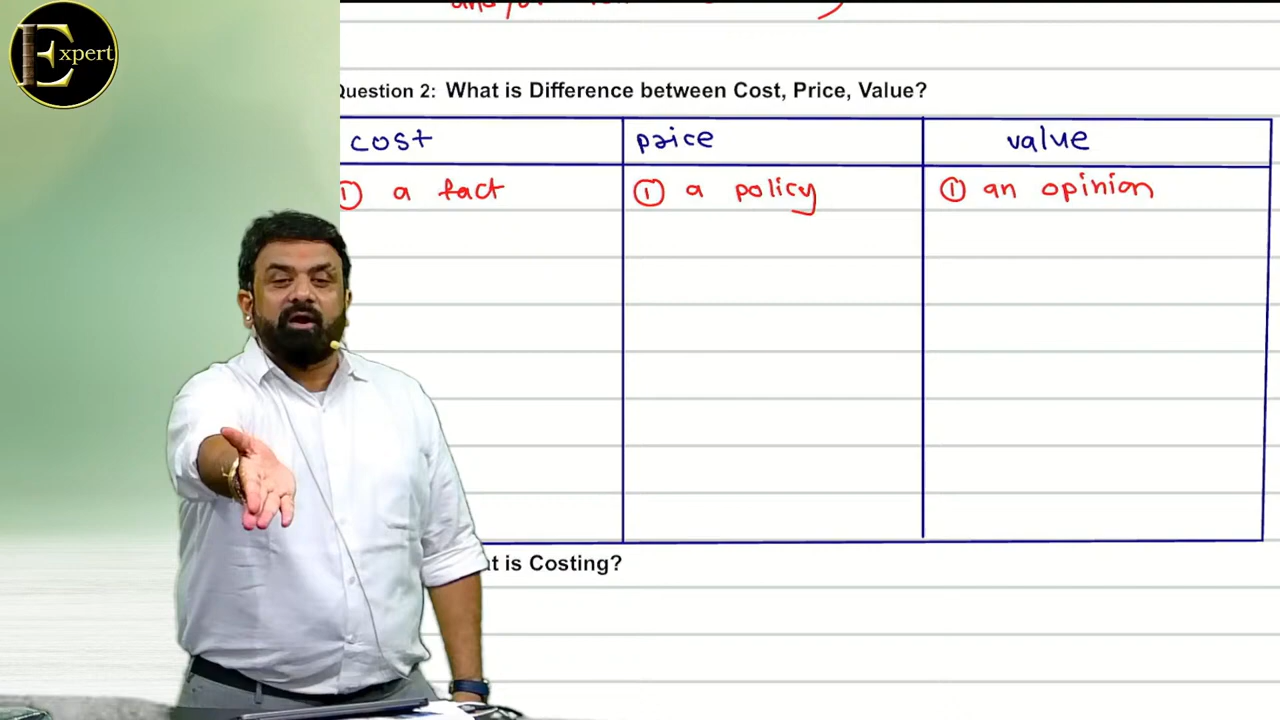 Expert
Question 2: What is Difference between Cost, Price, Value?
cost price value
① a fact ① a policy ① an opinion
is Costing?